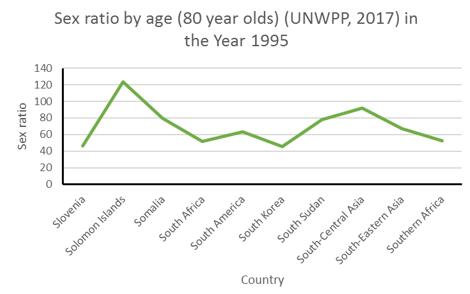 Sex ratio by age (80 year olds) (UNWPP, 2017) in
the Year 1995
140
120
100
80
60
40
20
0
Sex ratio
Slovenia
Solomon Islands
Somalia
South Africa
South America
South Korea
South Sudan
South-Central Asia
South-Eastern Asia
Southern Africa
Country